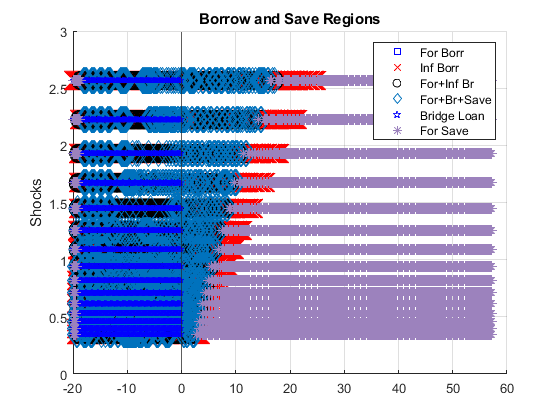 Borrow and Save Regions
3
2.5
2
1.5
1
0.5
0
Shocks
-20
-10
0
10
20
30
40
50
60
For Borr
Inf Borr
For+Inf Br
For+Br+Save
Bridge Loan
For Save